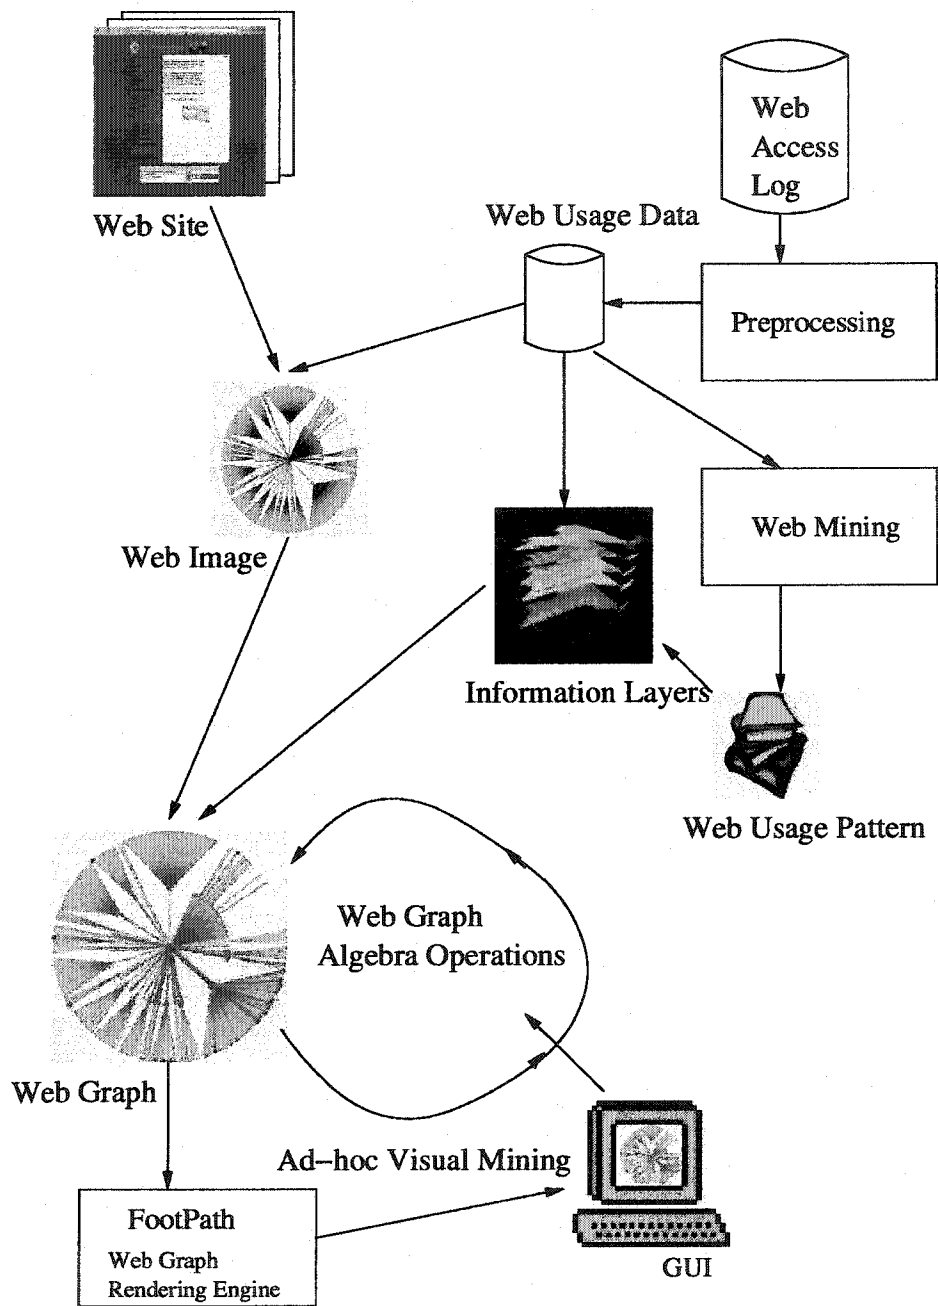 Web
Access
Log
Web Site
Web Usage Data
Preprocessing
Web Image
Web Mining
Information Layers
Web Usage Pattern
Web Graph
Algebra Operations
Web Graph
Ad-hoc Visual Mining
FootPath
Web Graph
Rendering Engine
GUI